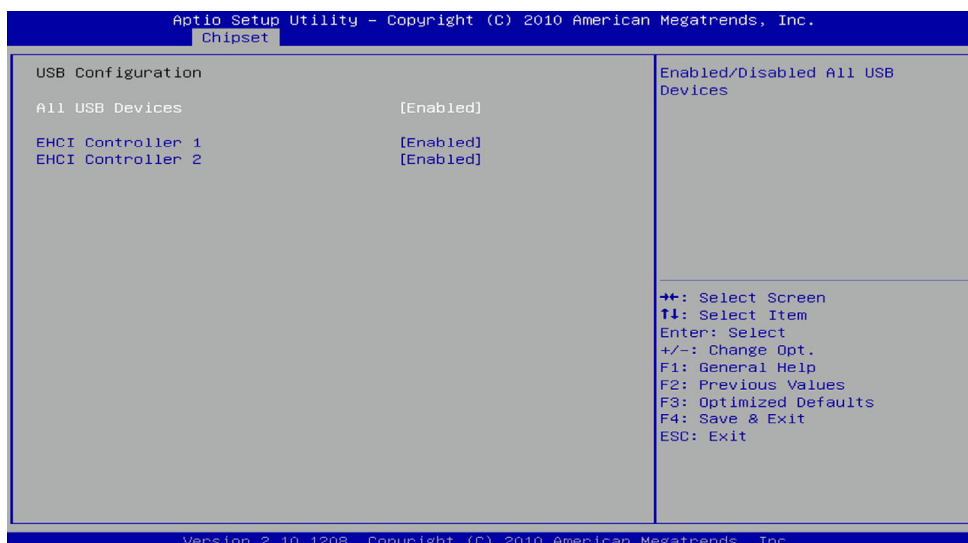 Aptio Setup Utility – Copyright (C) 2010 American Megatrends, Inc.
Chipset
USB Configuration
All USB Devices [Enabled]
EHCI Controller 1 [Enabled]
EHCI Controller 2 [Enabled]
Enabled/Disabled All USB
Devices
→←: Select Screen
↑↓: Select Item
Enter: Select
+/-: Change Opt.
F1: General Help
F2: Previous Values
F3: Optimized Defaults
F4: Save & Exit
ESC: Exit
Version 2.10.1208. Copyright (C) 2010 American Megatrends, Inc.